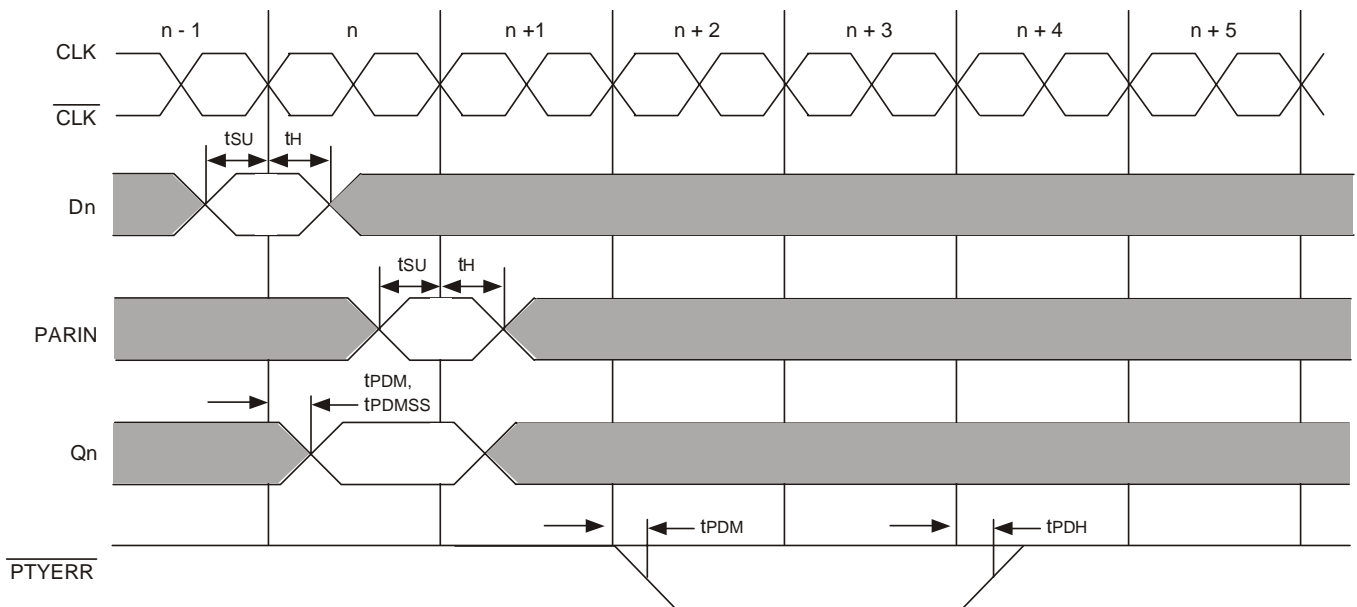 n - 1 n n +1 n + 2 n + 3 n + 4 n + 5
CLK
CLK
tSU tH
Dn
tSU tH
PARIN
tPDM,
tPDMSS
Qn
tPDM tPDH
PTYERR